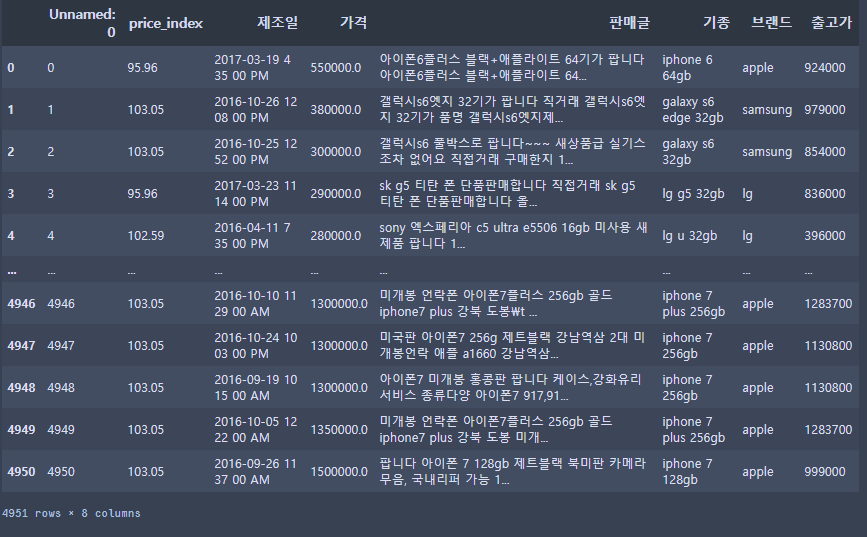 Unnamed: 0 price_index 제조일 가격 판매글 기종 브랜드 출고가
0 0 95.96 2017-03-19 4 35 00 PM 550000.0 아이폰6플러스 블랙+애플라이트 64기가 팝니다 아이폰6플러스 블랙+애플라이트 64... iphone 6 64gb apple 924000
1 1 103.05 2016-10-26 12 08 00 PM 380000.0 갤럭시s6엣지 32기가 팝니다 직거래 갤럭시s6엣지 32기가 품명 갤럭시s6엣지제... galaxy s6 edge 32gb samsung 979000
2 2 103.05 2016-10-25 12 52 00 PM 300000.0 갤럭시s6 풀박스로 팝니다~~~ 새상품급 실기스조차 없어요 직접거래 구매한지 1... galaxy s6 32gb samsung 854000
3 3 95.96 2017-03-23 11 14 00 PM 290000.0 sk g5 티탄 폰 단품판매합니다 직접거래 sk g5 티탄 폰 단품판매합니다 올... lg g5 32gb lg 836000
4 4 102.59 2016-04-11 7 35 00 PM 280000.0 sony 엑스페리아 c5 ultra e5506 16gb 미사용 새제품 팝니다 1... lg u 32gb lg 396000
... ... ... ... ... ... ... ... ...
4946 4946 103.05 2016-10-10 11 29 00 AM 1300000.0 미개봉 언락폰 아이폰7플러스 256gb 골드 iphone7 plus 강북 도봉₩t ... iphone 7 plus 256gb apple 1283700
4947 4947 103.05 2016-10-24 10 03 00 PM 1300000.0 미국판 아이폰7 256g 제트블랙 강남역삼 2대 미개봉언락 애플 a1660 강남역삼... iphone 7 256gb apple 1130800
4948 4948 103.05 2016-09-19 10 15 00 AM 1300000.0 아이폰7 미개봉 홍콩판 팝니다 케이스,강화유리 서비스 종류다양 아이폰7 917,91... iphone 7 256gb apple 1130800
4949 4949 103.05 2016-10-05 12 22 00 AM 1350000.0 미개봉 언락폰 아이폰7플러스 256gb 골드 iphone7 plus 강북 도봉 미개... iphone 7 plus 256gb apple 1283700
4950 4950 103.05 2016-09-26 11 37 00 AM 1500000.0 팝니다 아이폰 7 128gb 제트블랙 북미판 카메라 무음, 국내리퍼 가능 1... iphone 7 128gb apple 999000
4951 rows × 8 columns